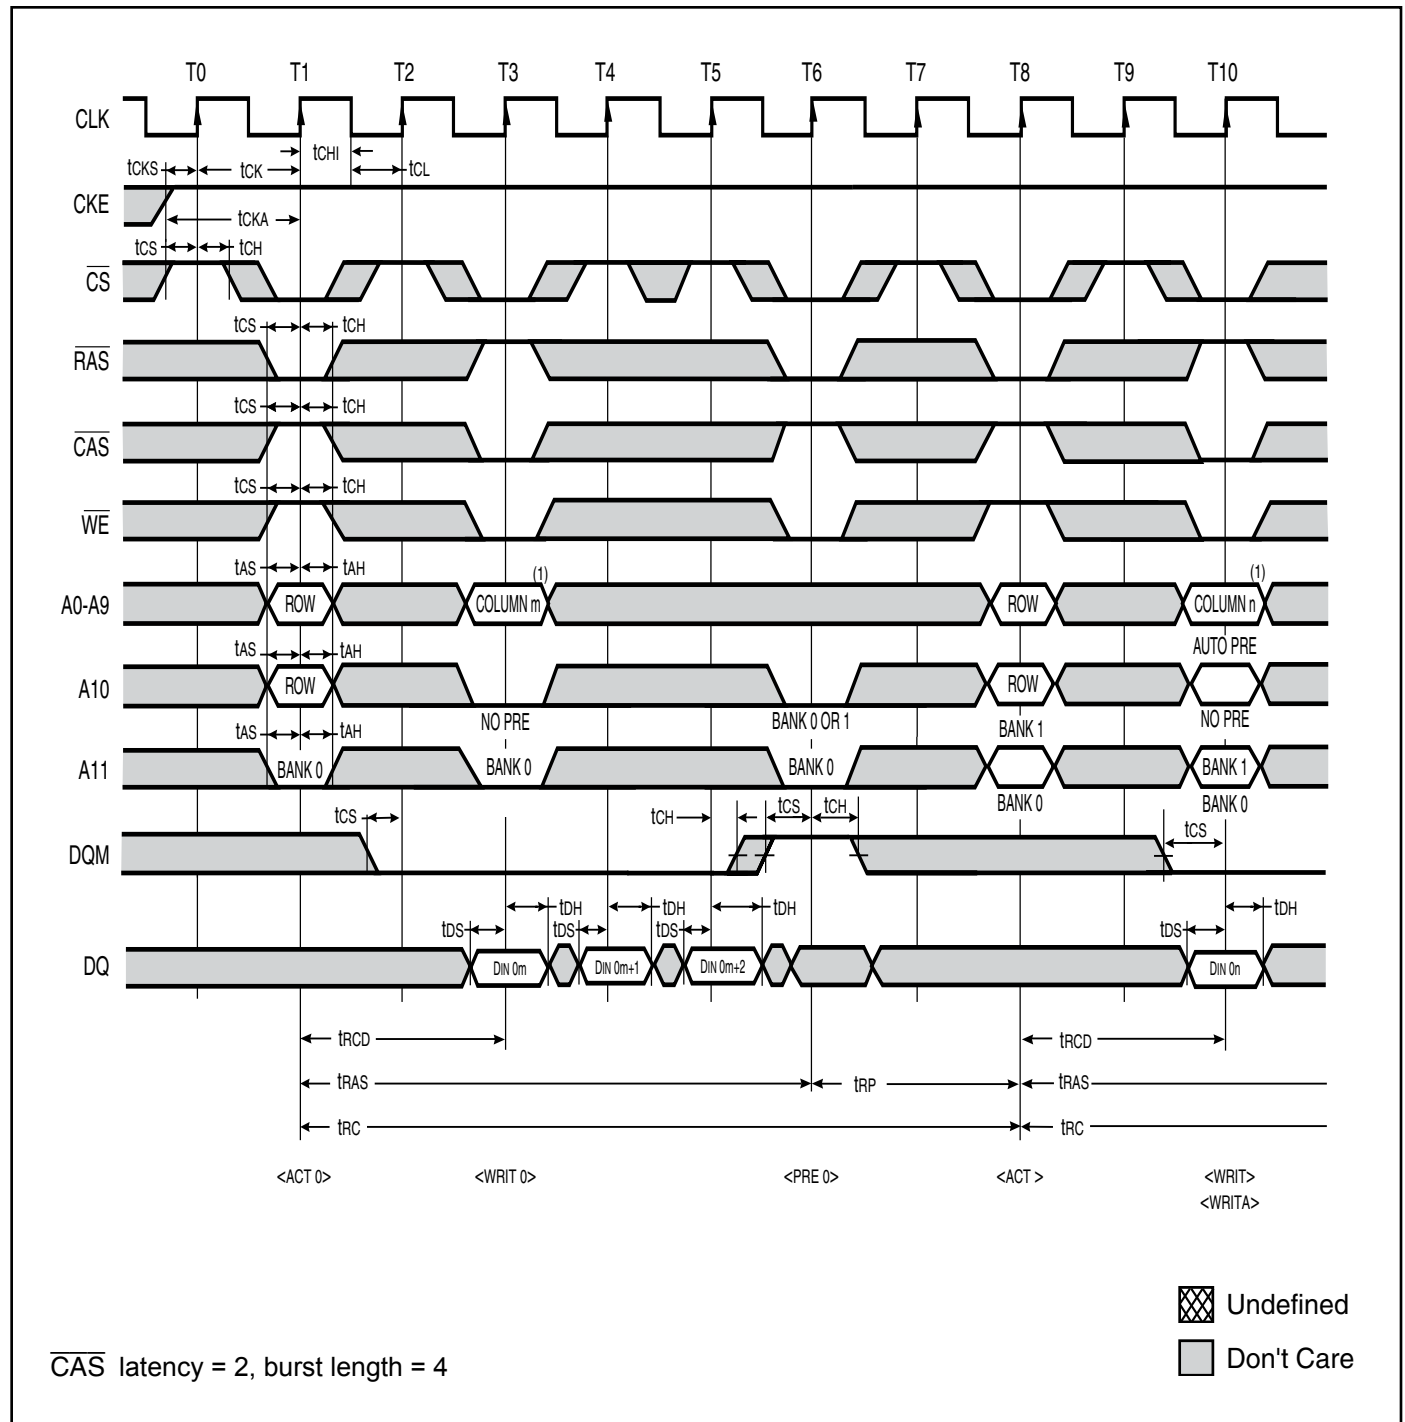 T0 T1 T2 T3 T4 T5 T6 T7 T8 T9 T10
CLK
tCHI
tCKS tCK tCL
CKE
tCKA
tCS tCH
CS
tCS tCH
RAS
tCS tCH
CAS
tCS tCH
WE
tAS tAH (1) (1)
A0-A9 ROW COLUMN m ROW COLUMN n
tAS tAH AUTO PRE
A10 ROW ROW
NO PRE BANK 0 OR 1 BANK 1 NO PRE
tAS tAH
A11 BANK 0 BANK 0 BANK 0 BANK 1
BANK 0 BANK 0
tCS tCH tCS tCH tCS
DQM
tDH tDH tDH tDH
tDS tDS tDS tDS
DQ DIN 0m DIN 0m+1 DIN 0m+2 DIN 0n
tRCD tRCD
tRAS tRP tRAS
tRC tRC
<ACT 0> <WRIT 0> <PRE 0> <ACT > <WRIT>
<WRITA>
Undefined
Don't Care
CAS latency = 2, burst length = 4